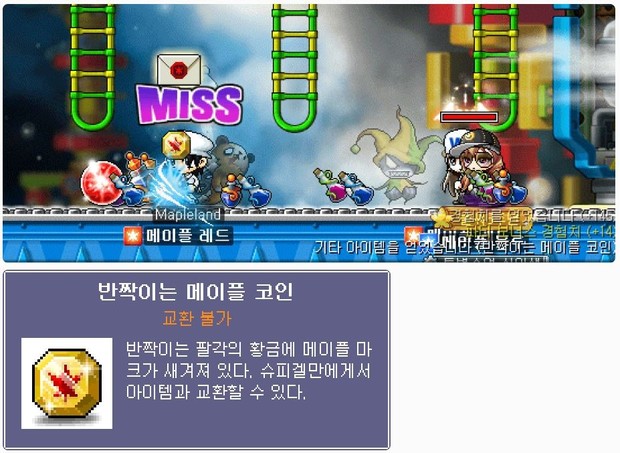 MISS
Mapleland
메이플 레드
기타 아이템을 얻었습니다 (반짝이는 메이플 코인
반짝이는 메이플 코인
교환 불가
반짝이는 팔각의 황금에 메이플 마
크가 새겨져 있다. 슈피겔만에게서
아이템과 교환할 수 있다.